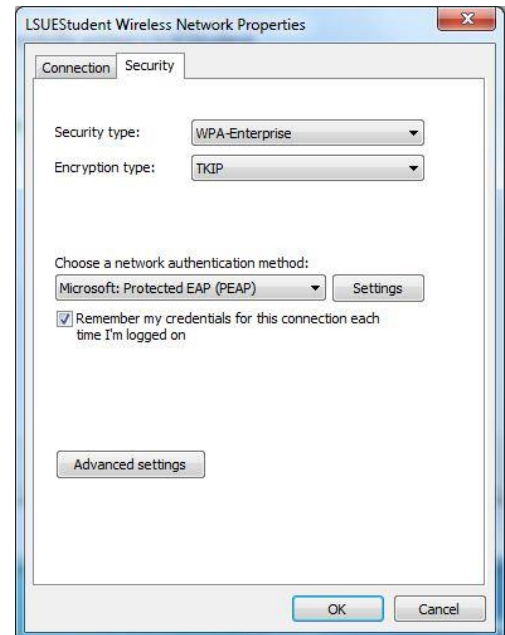 LSUEStudent Wireless Network Properties
Connection Security
Security type: WPA-Enterprise
Encryption type: TKIP
Choose a network authentication method:
Microsoft: Protected EAP (PEAP) Settings
Remember my credentials for this connection each
time I'm logged on
Advanced settings
OK Cancel